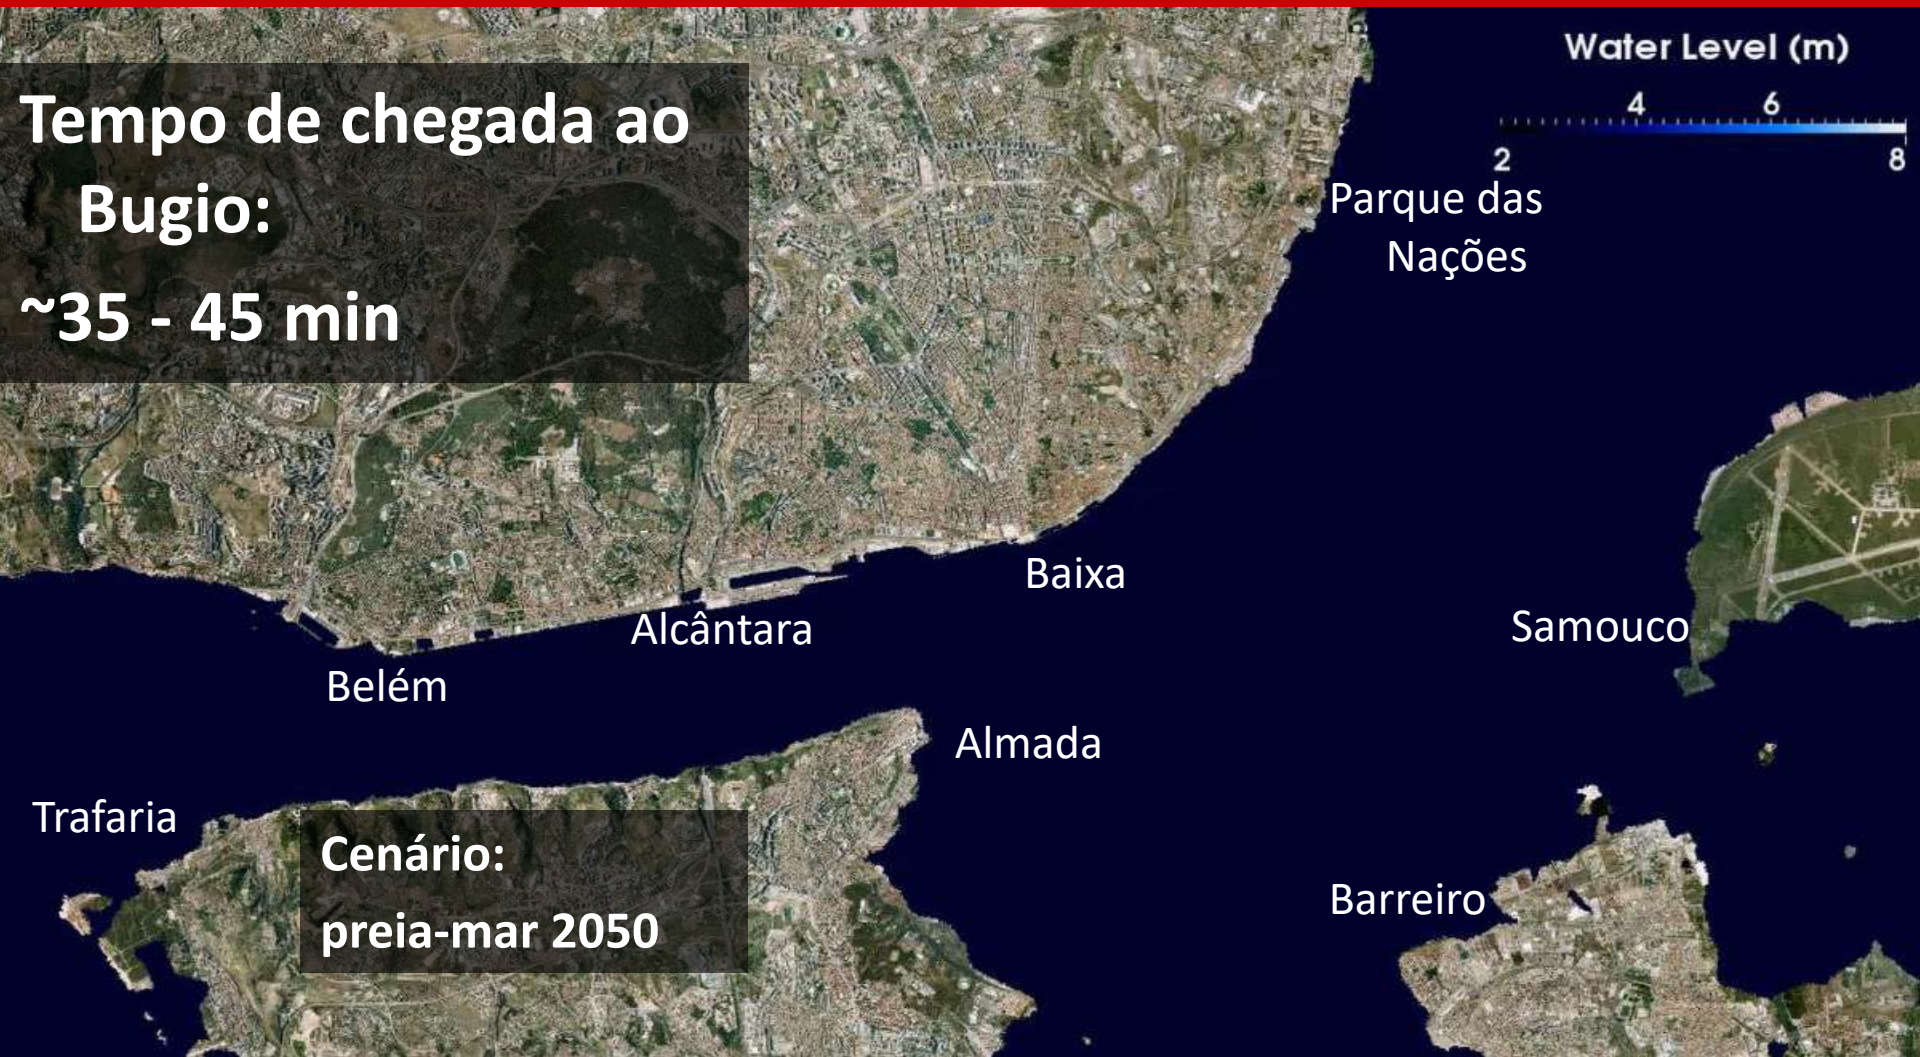 Tempo de chegada ao
Bugio:
~35 - 45 min
Water Level (m)
4 6
2 8
Parque das
Nações
Baixa
Alcântara
Samouco
Belém
Almada
Trafaria
Cenário:
preia-mar 2050
Barreiro